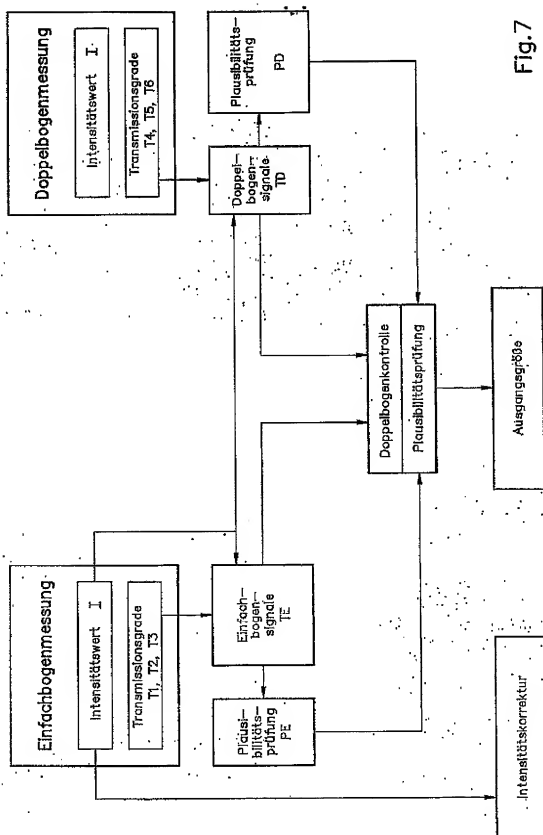 Einfachbogenmessung
Intensitätswert I
Transmissionsgrade
T1, T2, T3
Doppelbogenmessung
Intensitätswert I
Transmissionsgrade
T4, T5, T6
Plausi-
bilitäts-
prüfung
PE
Einfach-
bogen-
signale
TE
Doppel-
bogen-
signale
TD
Plausibilitäts-
prüfung
PD
Doppelbogenkontrolle
Plausibilitätsprüfung
Intensitätskorrektur
Ausgangsgröße
Fig.7